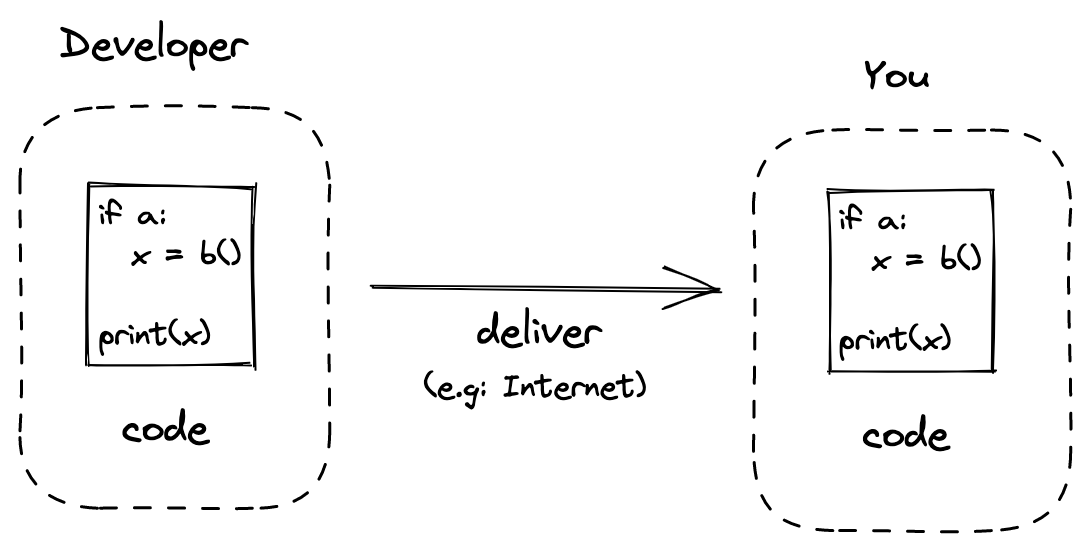 Developer
if a:
x = b()
print(x)
code
deliver
(e.g: Internet)
You
if a:
x = b()
print(x)
code